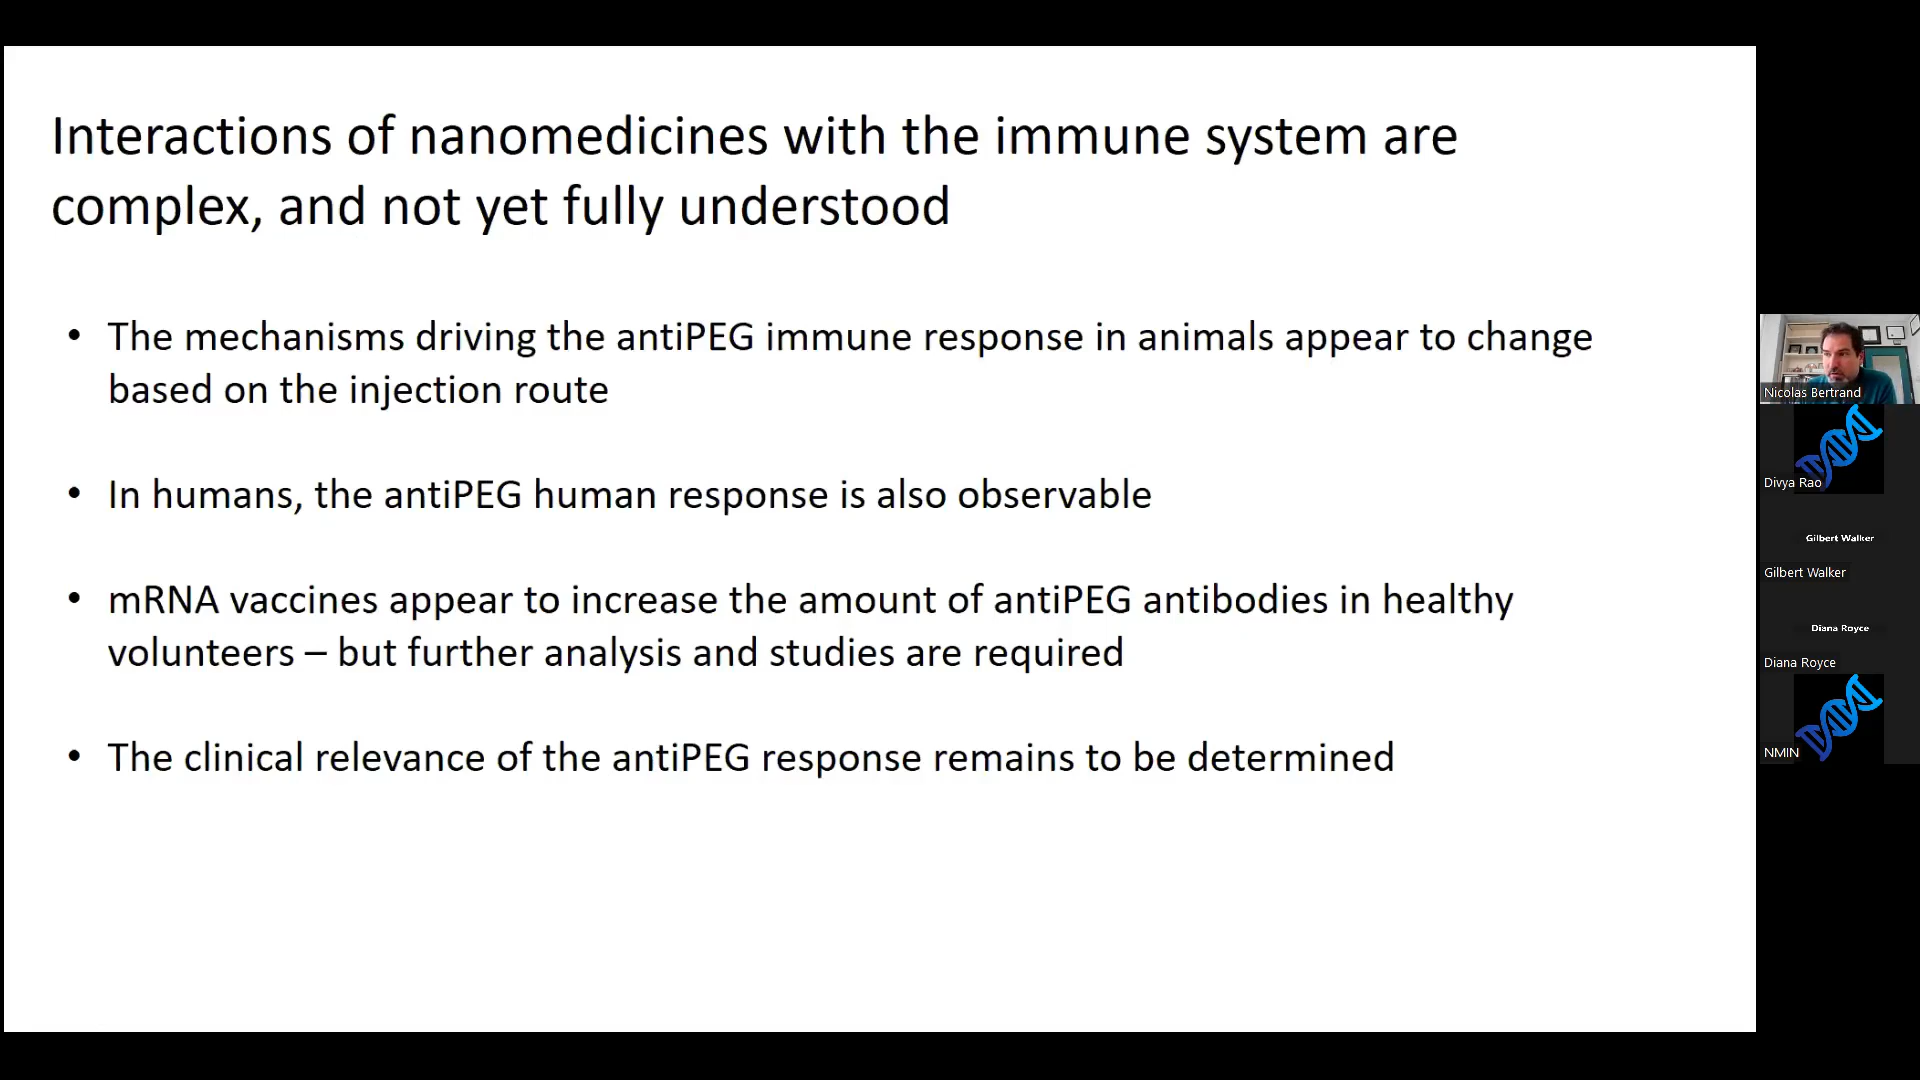 Interactions of nanomedicines with the immune system are
complex, and not yet fully understood
• The mechanisms driving the antiPEG immune response in animals appear to change
based on the injection route
• In humans, the antiPEG human response is also observable
• mRNA vaccines appear to increase the amount of antiPEG antibodies in healthy
volunteers – but further analysis and studies are required
• The clinical relevance of the antiPEG response remains to be determined
Nicolas Bertrand
Divya Rao
Gilbert Walker
Gilbert Walker
Diana Royce
Diana Royce
NMIN